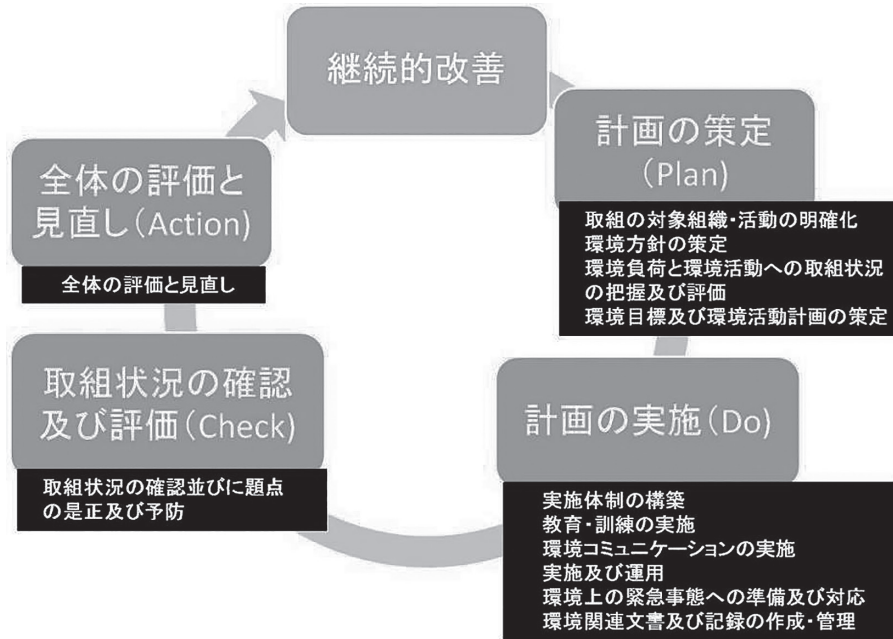 継続的改善
計画の策定
(Plan)
取組の対象組織・活動の明確化
環境方針の策定
環境負荷と環境活動への取組状況
の把握及び評価
環境目標及び環境活動計画の策定
計画の実施(Do)
実施体制の構築
教育・訓練の実施
環境コミュニケーションの実施
実施及び運用
環境上の緊急事態への準備及び対応
環境関連文書及び記録の作成・管理
取組状況の確認
及び評価(Check)
取組状況の確認並びに題点
の是正及び予防
全体の評価と
見直し(Action)
全体の評価と見直し